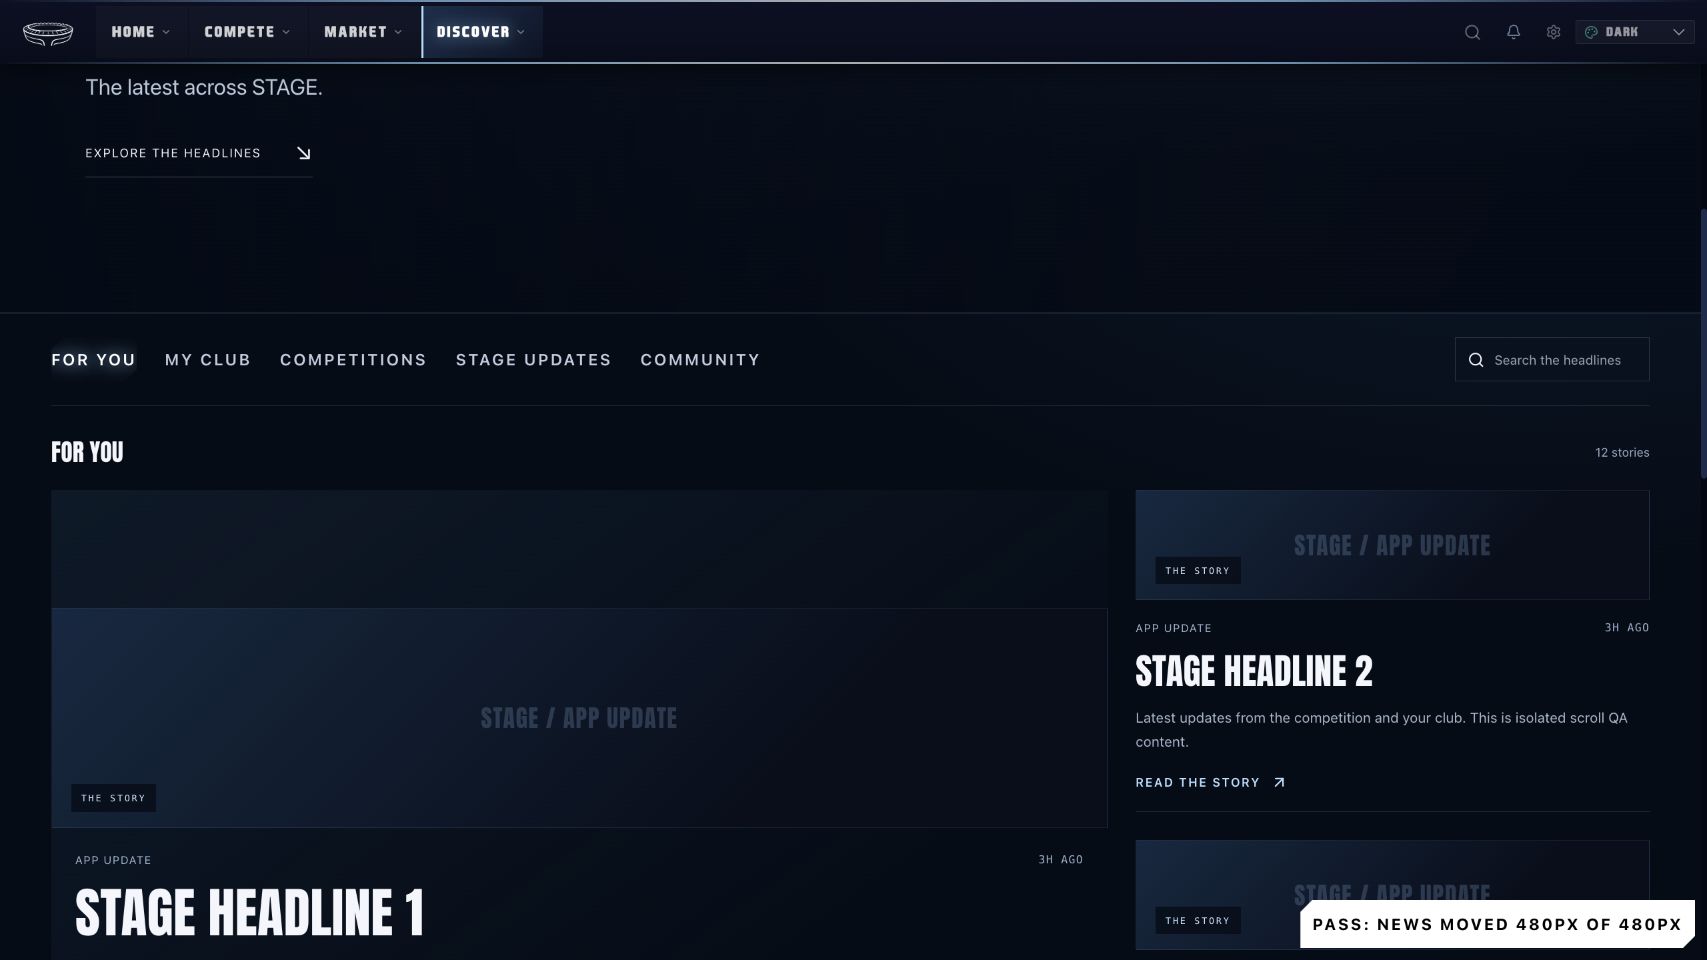 HOME
COMPETE
MARKET
DISCOVER
DARK
The latest across STAGE.
EXPLORE THE HEADLINES
FOR YOU
MY CLUB
COMPETITIONS
STAGE UPDATES
COMMUNITY
Search the headlines
FOR YOU
12 stories
STAGE / APP UPDATE
THE STORY
APP UPDATE
3H AGO
STAGE HEADLINE 1
STAGE / APP UPDATE
THE STORY
APP UPDATE
3H AGO
STAGE HEADLINE 2
Latest updates from the competition and your club. This is isolated scroll QA
content.
READ THE STORY
STAGE / APP UPDATE
THE STORY
PASS: NEWS MOVED 480PX OF 480PX